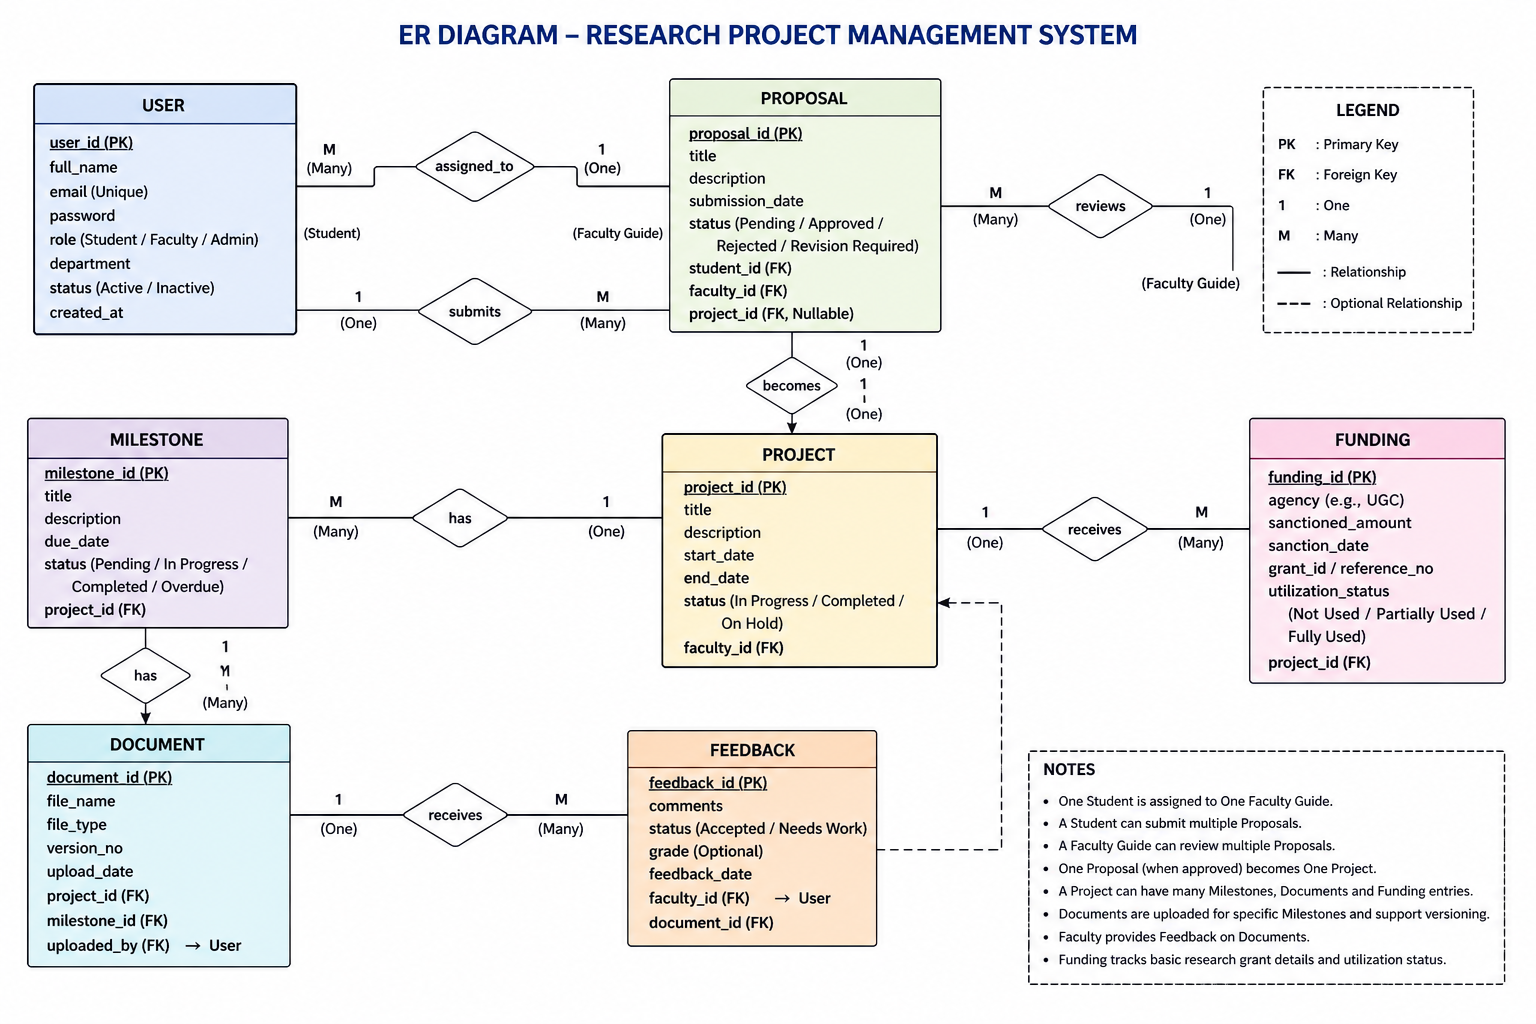 ER DIAGRAM – RESEARCH PROJECT MANAGEMENT SYSTEM
USER
user_id (PK)
full_name
email (Unique)
password
role (Student / Faculty / Admin)
department
status (Active / Inactive)
created_at
M
(Many)
assigned_to
1
(One)
(Student)
(Faculty Guide)
1
(One)
submits
M
(Many)
PROPOSAL
proposal_id (PK)
title
description
submission_date
status (Pending / Approved /
Rejected / Revision Required)
student_id (FK)
faculty_id (FK)
project_id (FK, Nullable)
M
(Many)
reviews
1
(One)
(Faculty Guide)
LEGEND
PK : Primary Key
FK : Foreign Key
1 : One
M : Many
: Relationship
: Optional Relationship
becomes
1
(One)
1
(One)
MILESTONE
milestone_id (PK)
title
description
due_date
status (Pending / In Progress /
Completed / Overdue)
project_id (FK)
M
(Many)
has
1
(One)
PROJECT
project_id (PK)
title
description
start_date
end_date
status (In Progress / Completed /
On Hold)
faculty_id (FK)
1
(One)
receives
M
(Many)
FUNDING
funding_id (PK)
agency (e.g., UGC)
sanctioned_amount
sanction_date
grant_id / reference_no
utilization_status
(Not Used / Partially Used /
Fully Used)
project_id (FK)
has
1
(Many)
DOCUMENT
document_id (PK)
file_name
file_type
version_no
upload_date
project_id (FK)
milestone_id (FK)
uploaded_by (FK) → User
1
(One)
receives
M
(Many)
FEEDBACK
feedback_id (PK)
comments
status (Accepted / Needs Work)
grade (Optional)
feedback_date
faculty_id (FK) → User
document_id (FK)
NOTES
• One Student is assigned to One Faculty Guide.
• A Student can submit multiple Proposals.
• A Faculty Guide can review multiple Proposals.
• One Proposal (when approved) becomes One Project.
• A Project can have many Milestones, Documents and Funding entries.
• Documents are uploaded for specific Milestones and support versioning.
• Faculty provides Feedback on Documents.
• Funding tracks basic research grant details and utilization status.